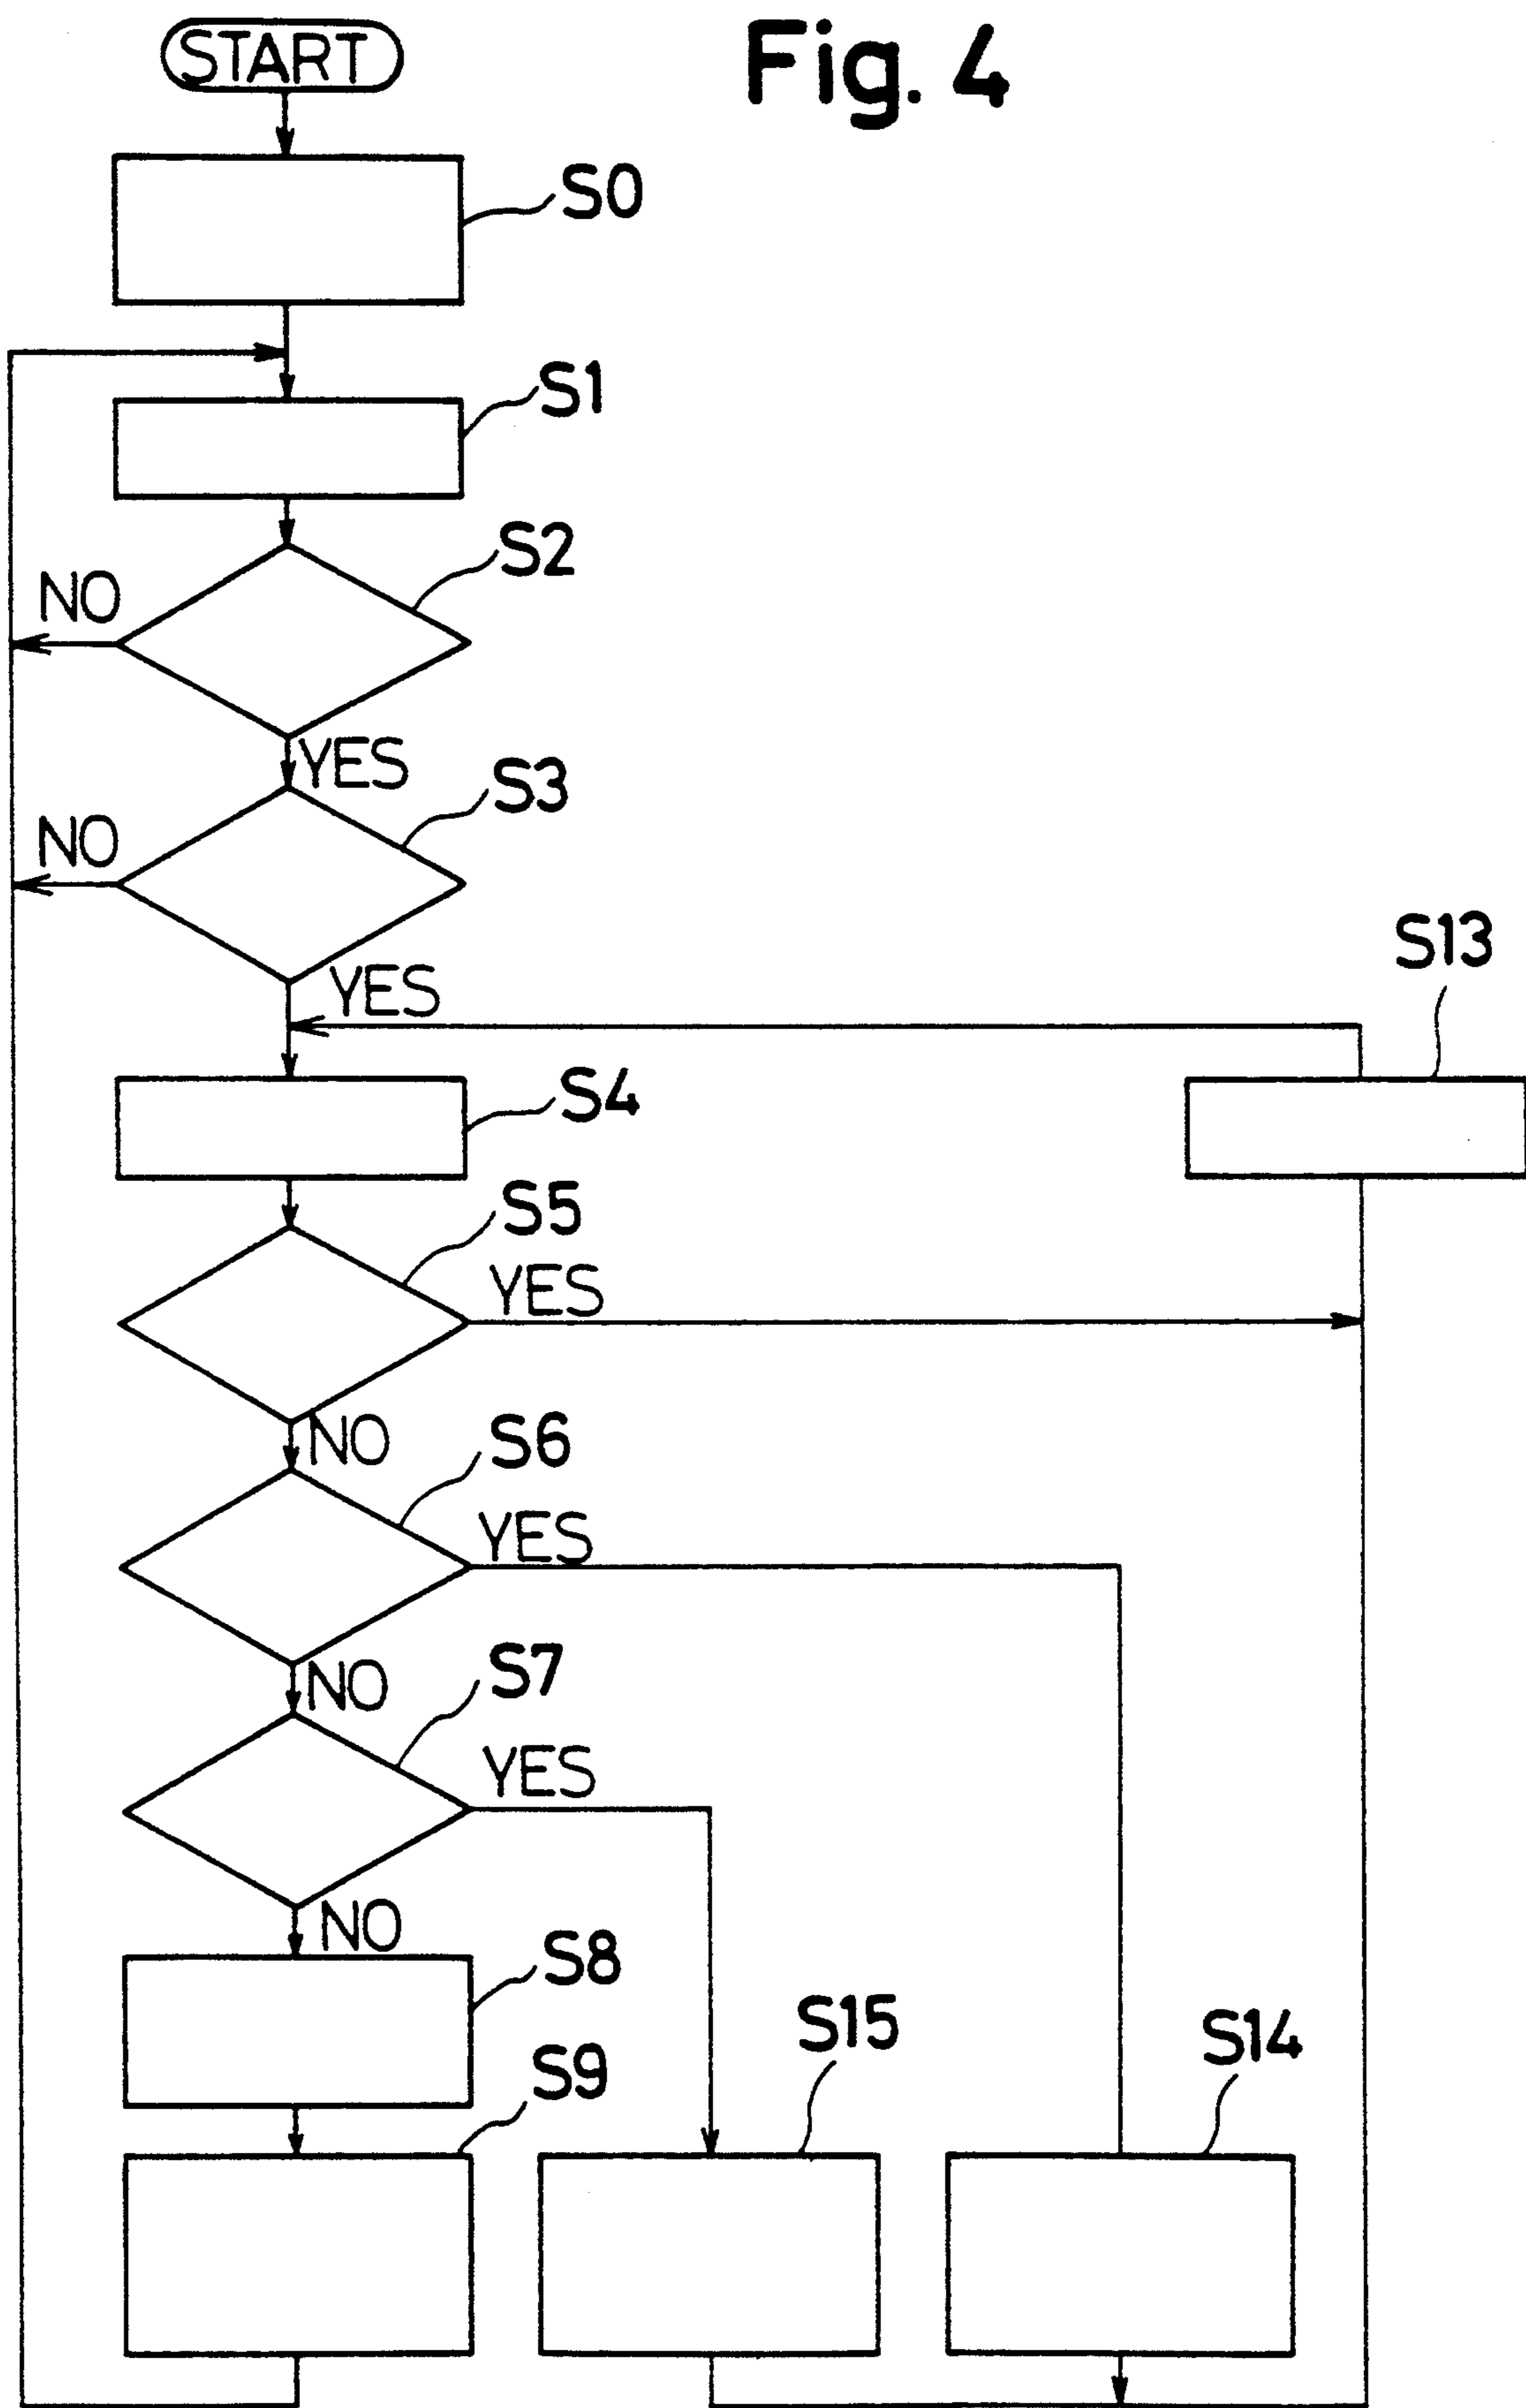 START
Fig. 4
S0
S1
S2
NO
YES
S3
NO
YES
S13
S4
S5
YES
NO
S6
YES
NO
S7
YES
NO
S8
S15
S14
S9